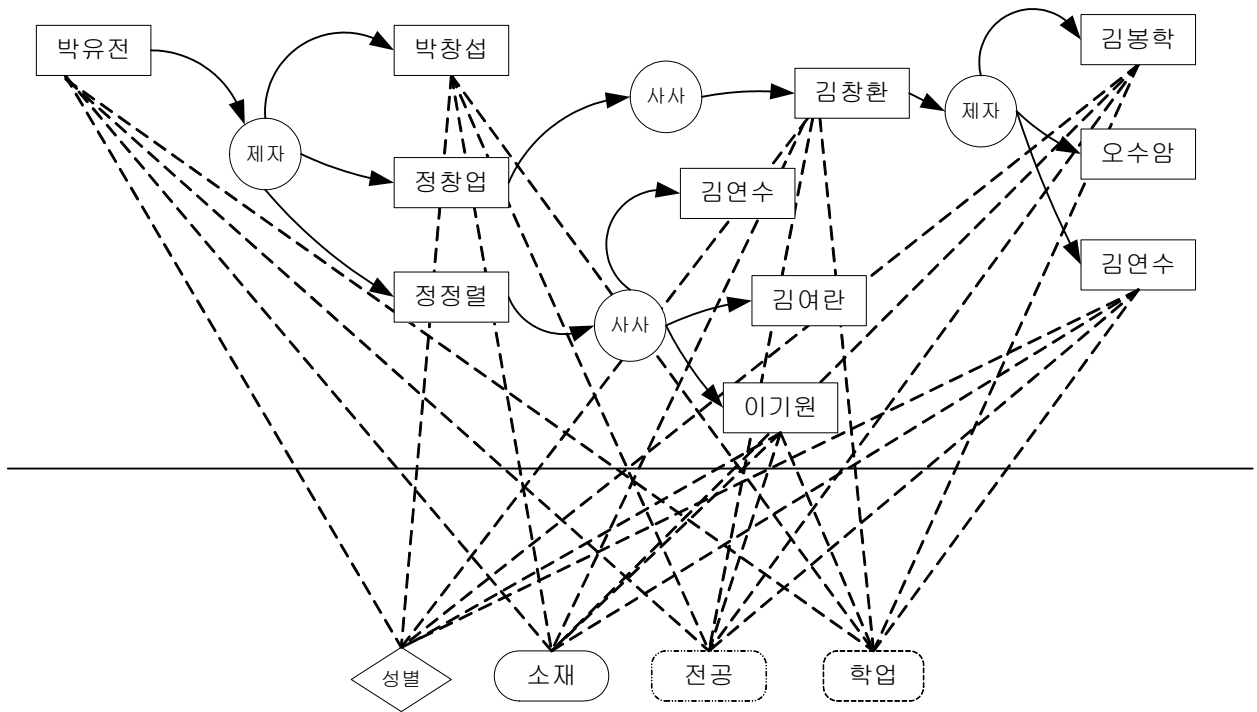 박유전
박창섭
김봉학
사사
김창환
제자
제자
오수암
정창업
김연수
김연수
정정렬
김여란
사사
이기원
성별
소재
전공
학업